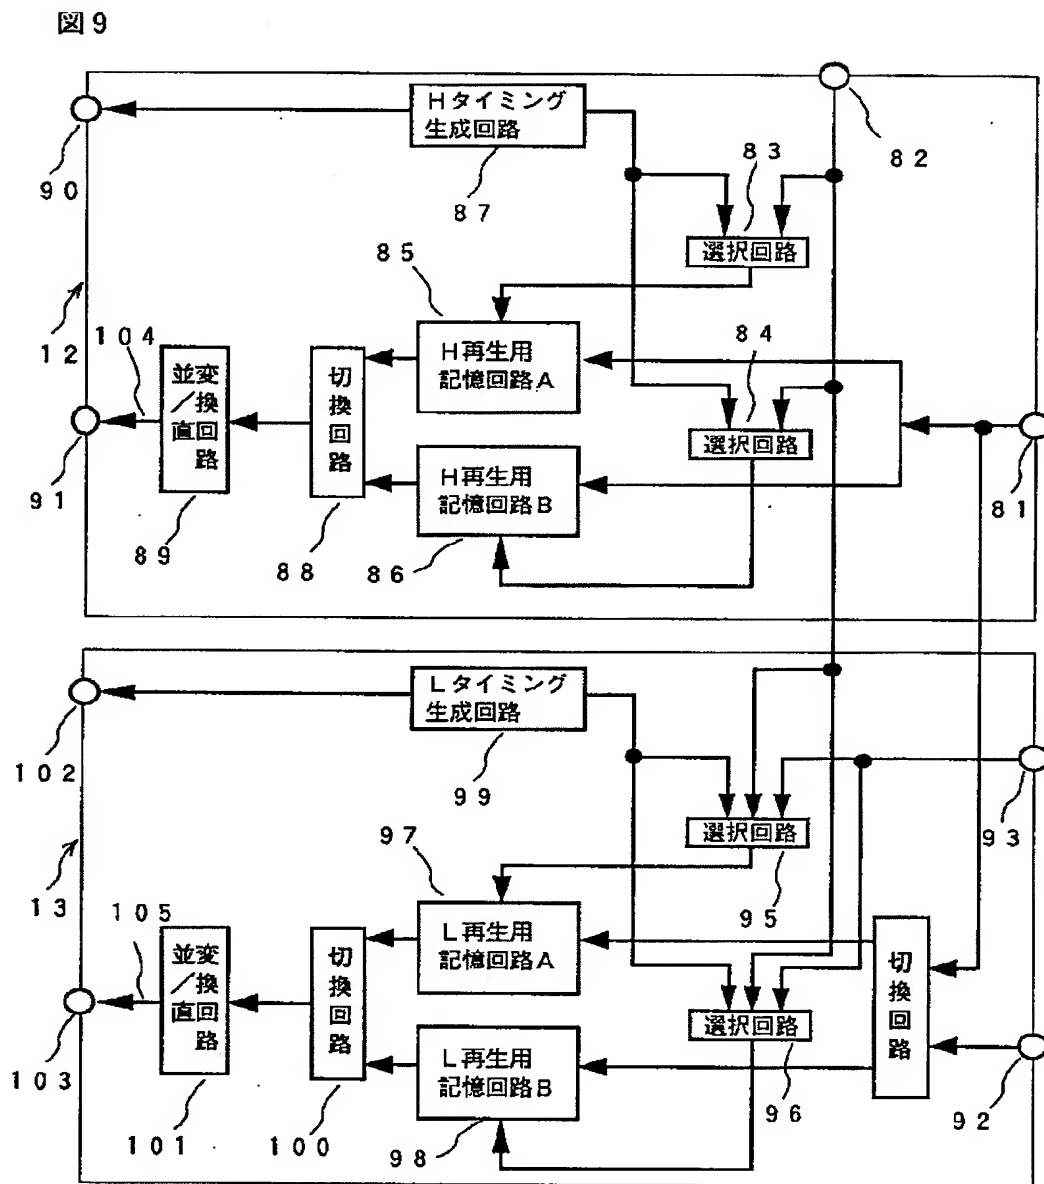 図9
Hタイミング
生成回路
82
90
83
87
選択回路
85
12
104
H再生用
記憶回路A
84
並/直
変換回路
切換回路
選択回路
91
H再生用
記憶回路B
81
89
88
86
Lタイミング
生成回路
102
99
選択回路
93
97
13
105
95
L再生用
記憶回路A
並/直
変換回路
切換回路
切換回路
選択回路
103
L再生用
記憶回路B
96
92
101
100
98